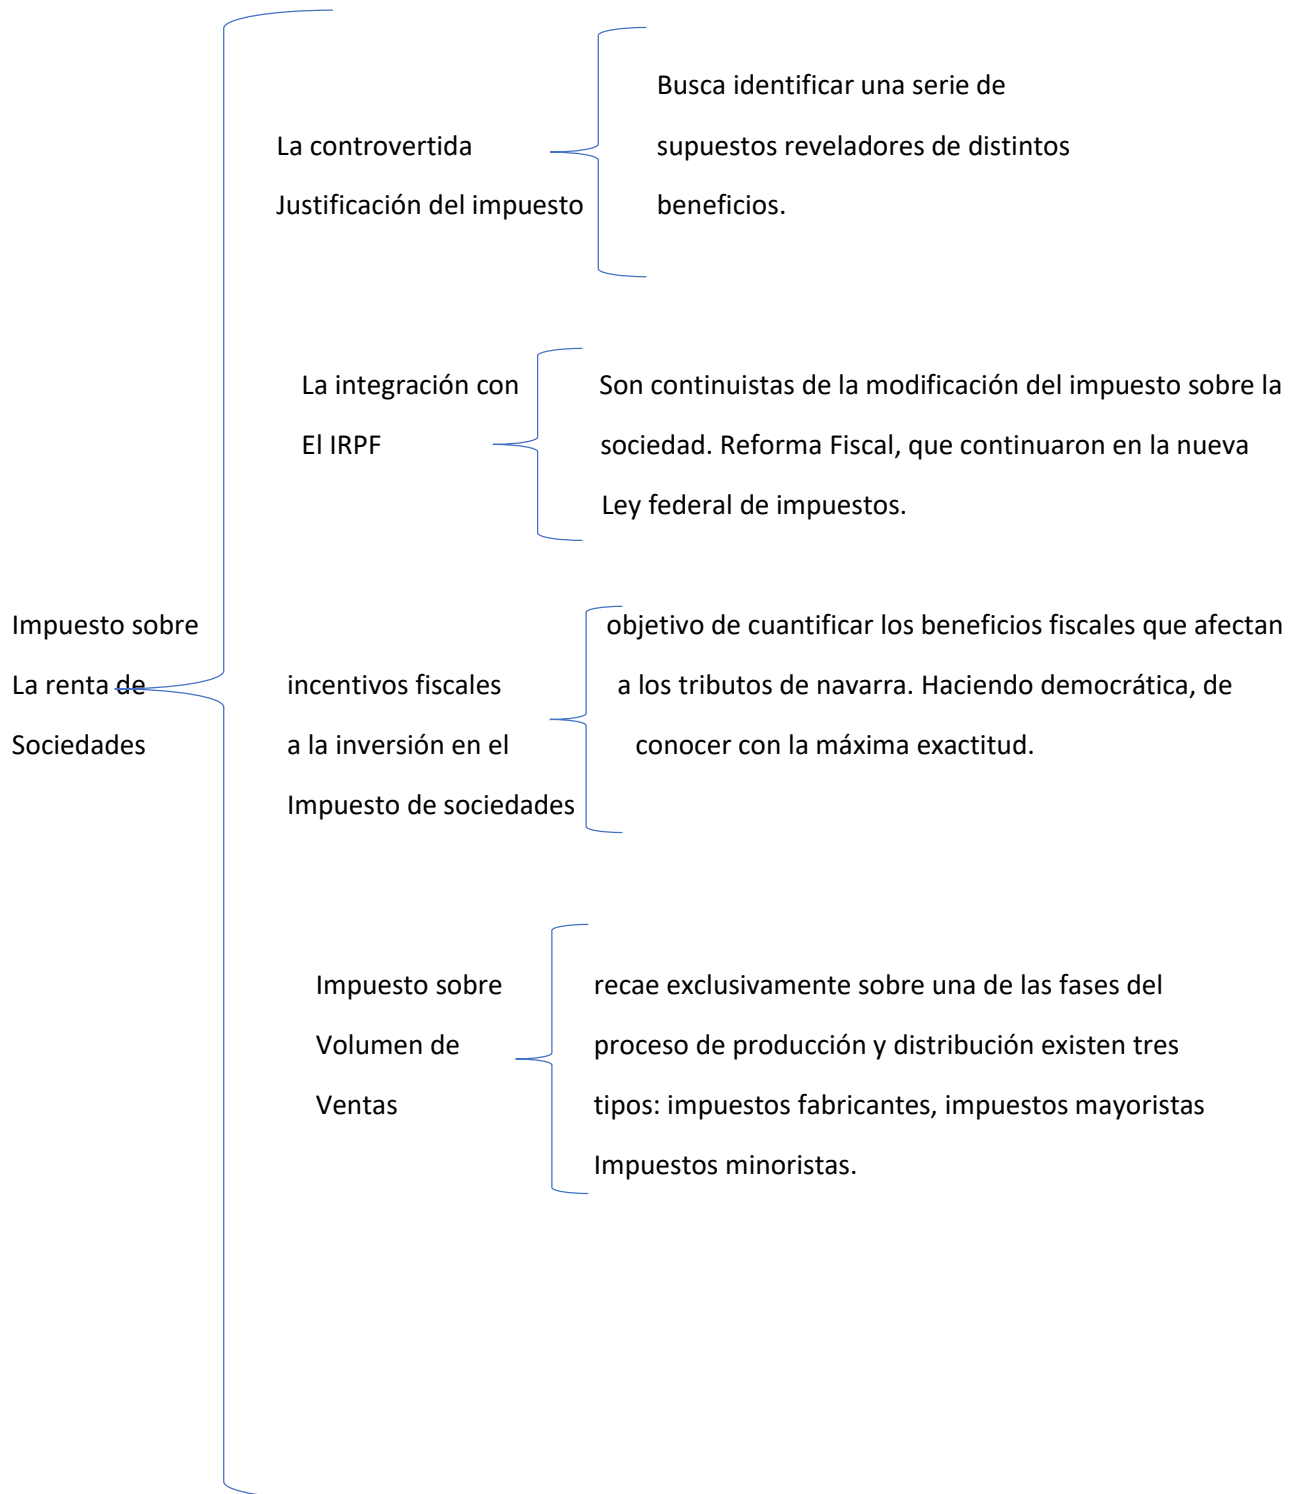 Busca identificar una serie de
La controvertida
supuestos reveladores de distintos
Justificación del impuesto
beneficios.
La integración con
Son continuistas de la modificación del impuesto sobre la
El IRPF
sociedad. Reforma Fiscal, que continuaron en la nueva
Ley federal de impuestos.
Impuesto sobre
La renta de
Sociedades
incentivos fiscales
a la inversión en el
Impuesto de sociedades
objetivo de cuantificar los beneficios fiscales que afectan
a los tributos de navarra. Haciendo democrática, de
conocer con la máxima exactitud.
Impuesto sobre
Volumen de
Ventas
recae exclusivamente sobre una de las fases del
proceso de producción y distribución existen tres
tipos: impuestos fabricantes, impuestos mayoristas
Impuestos minoristas.